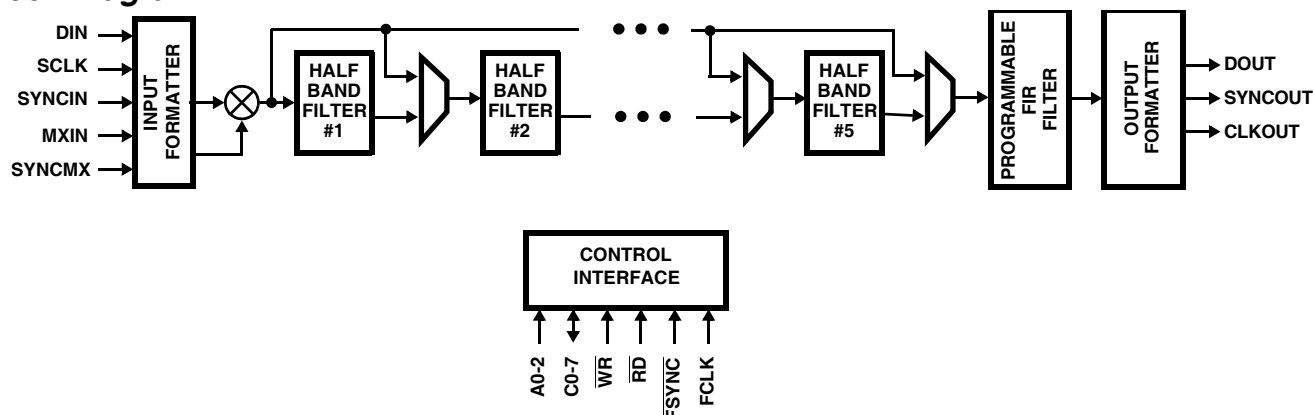 DIN
SCLK
SYNCIN
MXIN
SYNCMX
INPUT
FORMATTER
HALF
BAND
FILTER
#1
HALF
BAND
FILTER
#2
HALF
BAND
FILTER
#5
PROGRAMMABLE
FIR
FILTER
OUTPUT
FORMATTER
DOUT
SYNCOUT
CLKOUT
CONTROL
INTERFACE
A0-2
C0-7
WR
RD
FSYNC
FCLK